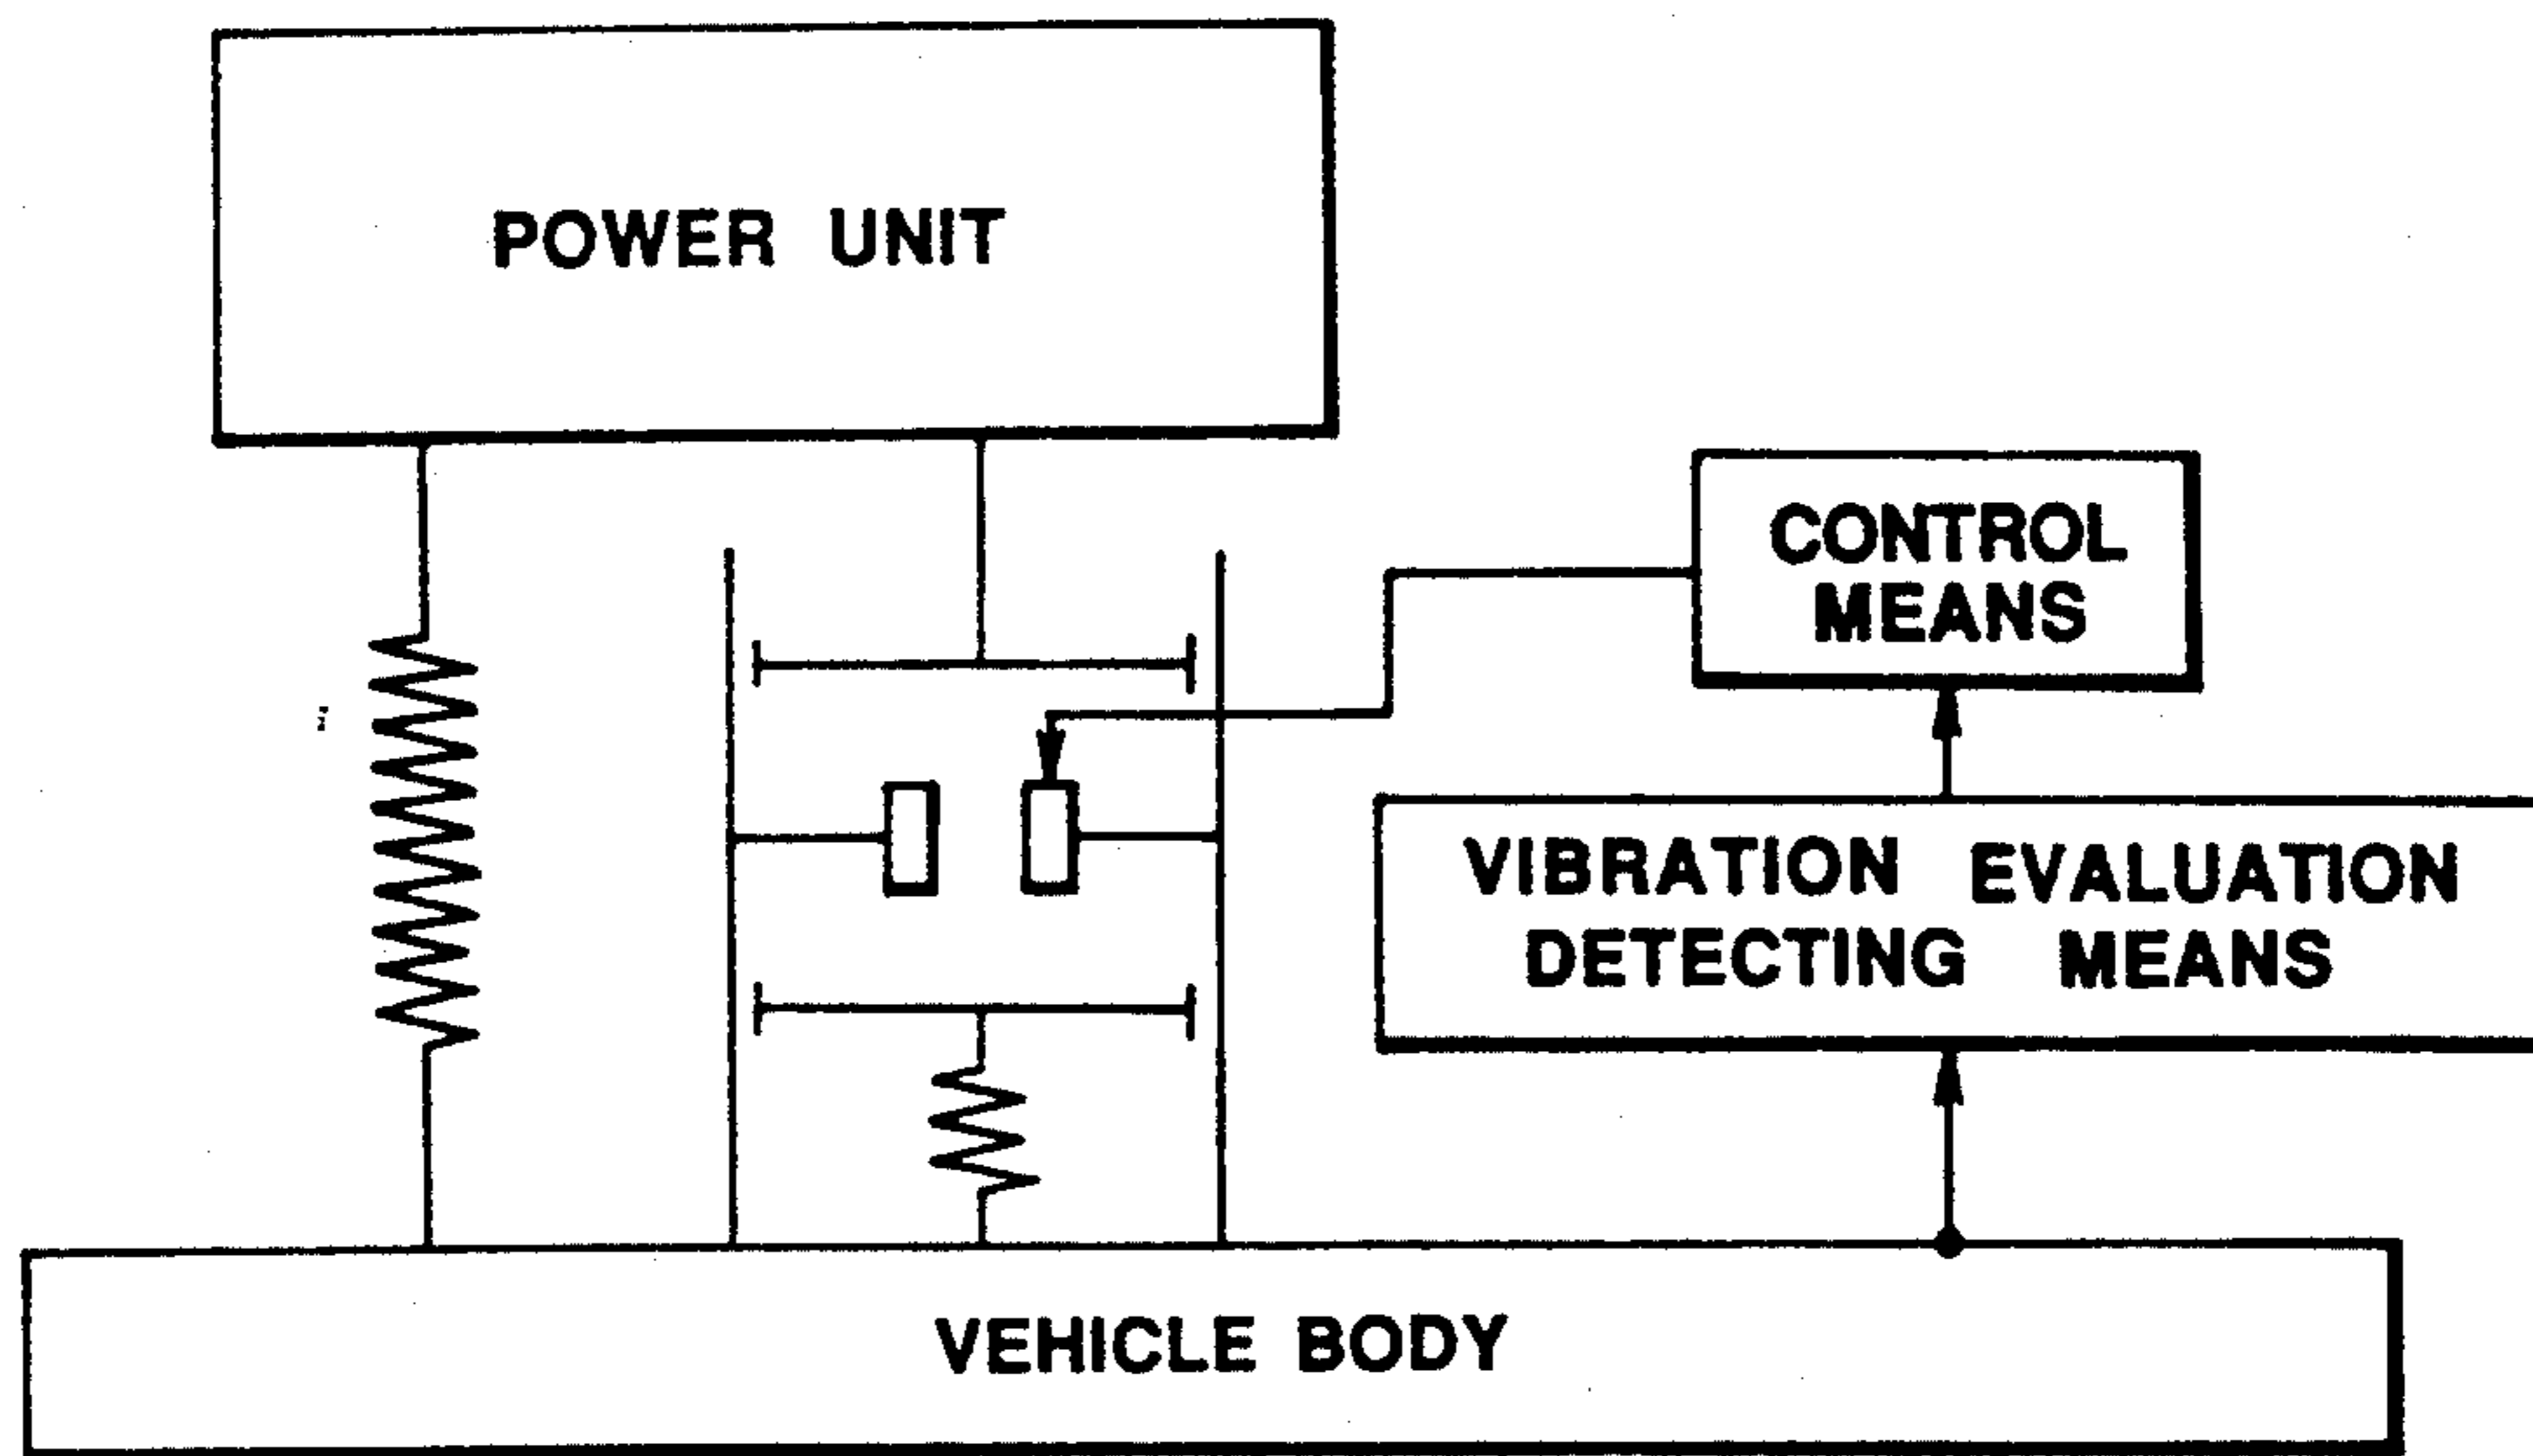 POWER UNIT
CONTROL
MEANS
VIBRATION EVALUATION
DETECTING MEANS
VEHICLE BODY